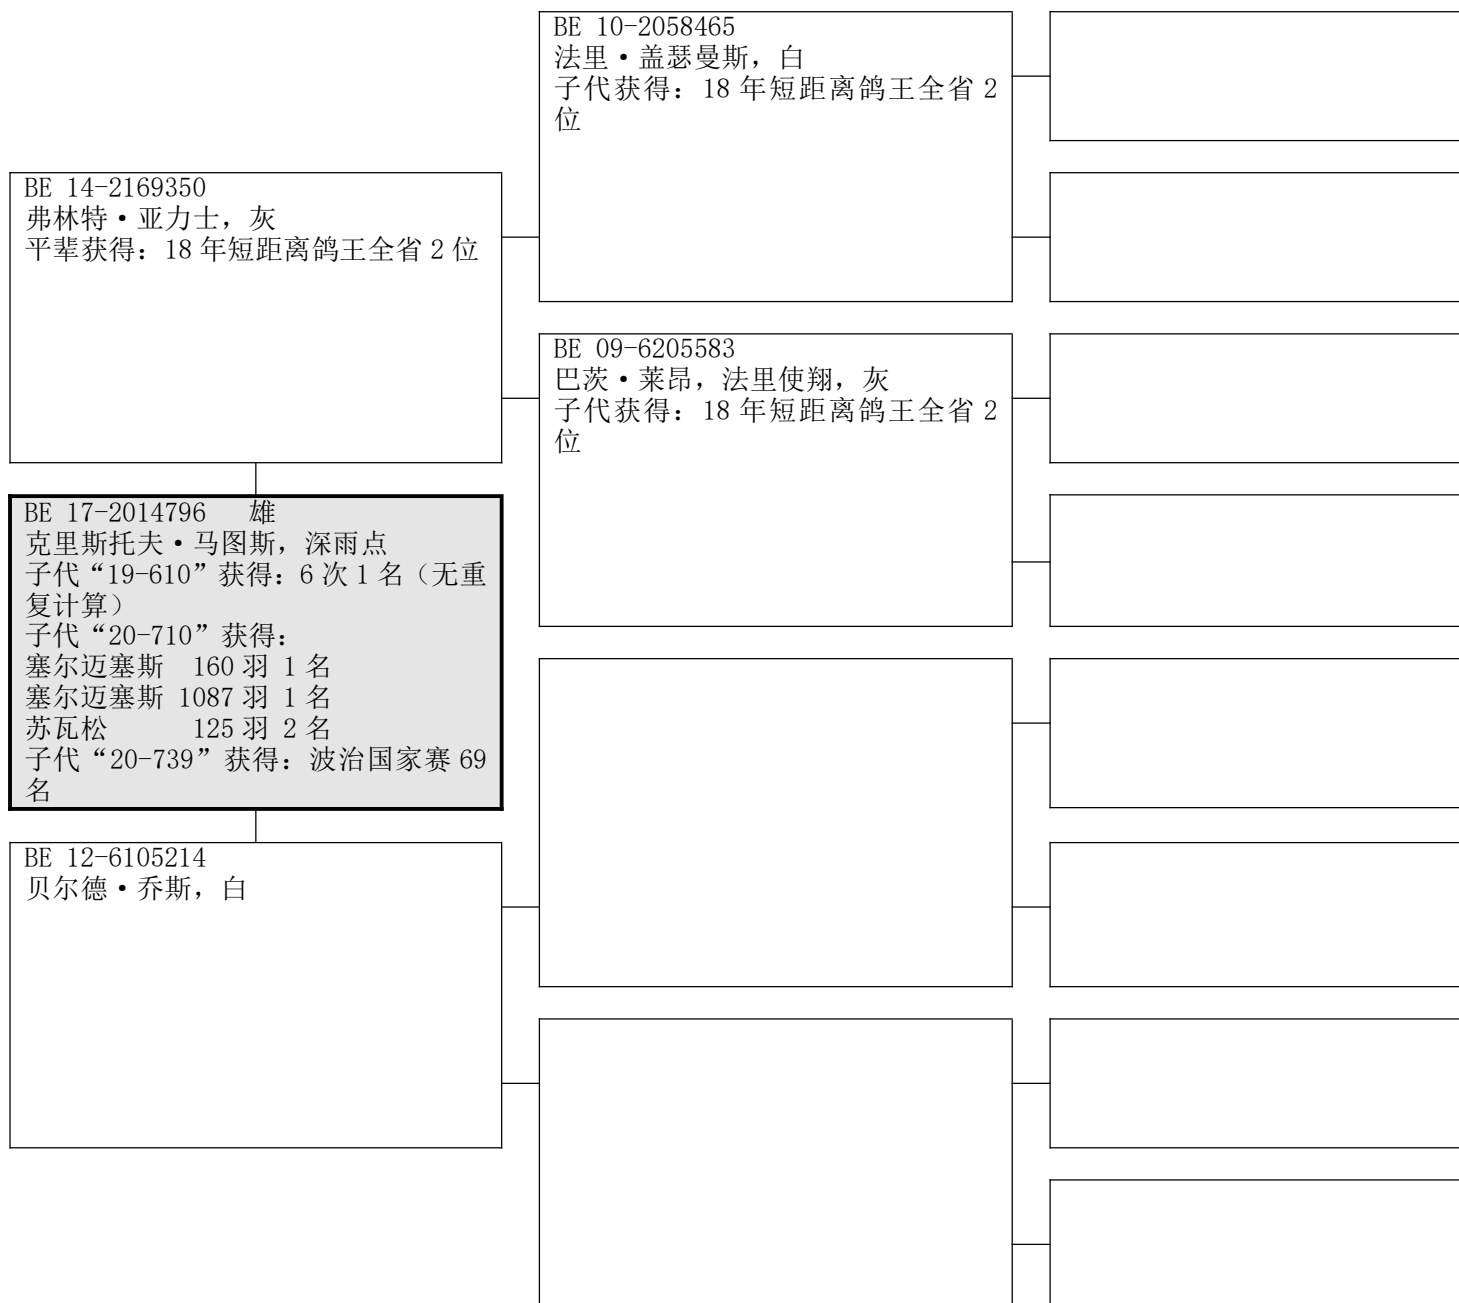 BE 10-2058465
法里·盖瑟曼斯，白
子代获得：18 年短距离鸽王全省 2
位
BE 14-2169350
弗林特·亚力士，灰
平辈获得：18 年短距离鸽王全省 2 位
BE 09-6205583
巴茨·莱昂，法里使翔，灰
子代获得：18 年短距离鸽王全省 2
位
BE 17-2014796 雄
克里斯托夫·马图斯，深雨点
子代“19-610”获得：6 次 1 名（无重
复计算）
子代“20-710”获得：
塞尔迈塞斯 160 羽 1 名
塞尔迈塞斯 1087 羽 1 名
苏瓦松 125 羽 2 名
子代“20-739”获得：波治国家赛 69
名
BE 12-6105214
贝尔德·乔斯，白